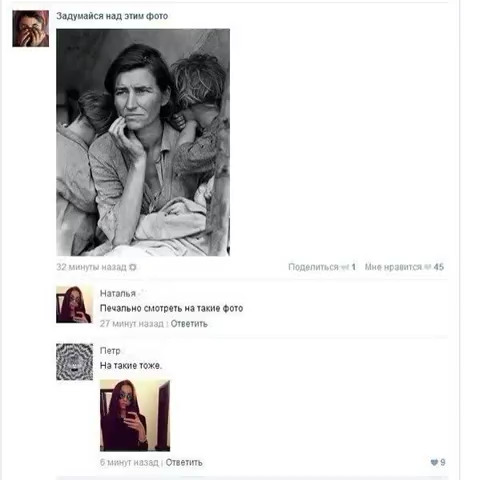 Задумайся над этим фото
32 минуты назад
Поделиться 1 Мне нравится 45
Наталья
Печально смотреть на такие фото
27 минут назад | Ответить
Петр
На такие тоже.
6 минут назад | Ответить 9